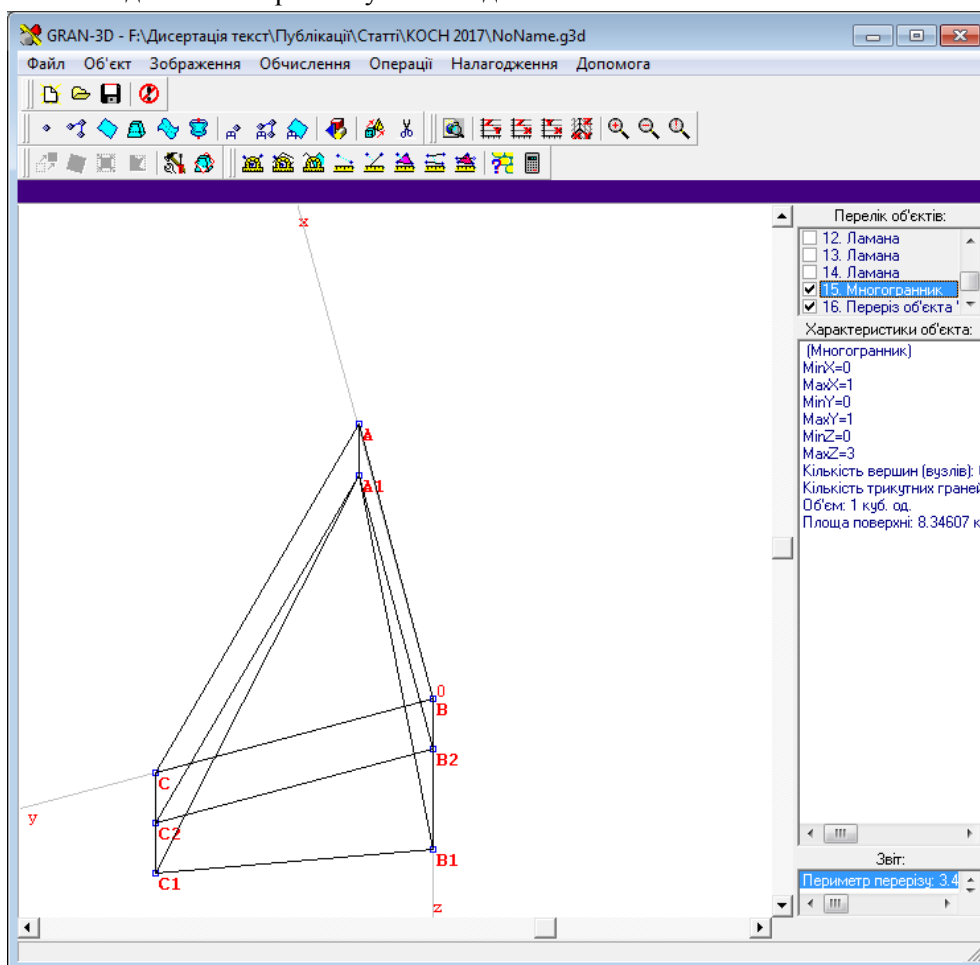 GRAN-3D - F:\Дисертація текст\Публікації\Статті\КОСН 2017\NoName.g3d
Файл Об'єкт Зображення Обчислення Операції Налагодження Допомога
Перелік об'єктів:
12. Ламана
13. Ламана
14. Ламана
15. Многогранник
16. Переріз об'єкта
Характеристики об'єкта:
(Многогранник)
MinX=0
MaxX=1
MinY=0
MaxY=1
MinZ=0
MaxZ=3
Кількість вершин (вузлів):
Кількість трикутних граней
Об'єм: 1 куб. од.
Площа поверхні: 8.34607 к
Звіт:
Периметр перерізу: 3.4
x
A
A1
0
B
B2
C
y
C2
B1
C1
z